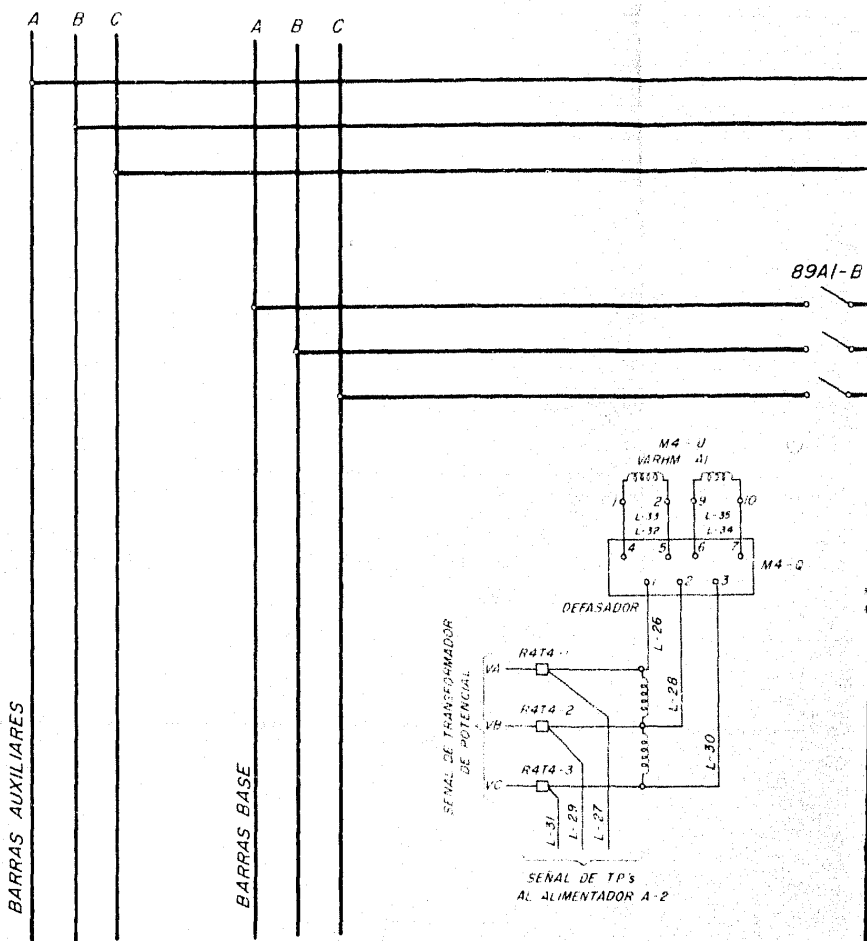 A B C
A B C
89A1-B
M4-U
VARHM A1
1 2 9 10
L-33 L-35
L-32 L-34
4 5 6 7
M4-Q
1 2 3
DEFASADOR
L-26
L-28
L-30
SEÑAL DE TRANSFORMADOR
DE POTENCIAL
VA
R4T4-1
VB
R4T4-2
VC
R4T4-3
L-31
L-29
L-27
SEÑAL DE TP's
AL ALIMENTADOR A-2
BARRAS AUXILIARES
BARRAS BASE